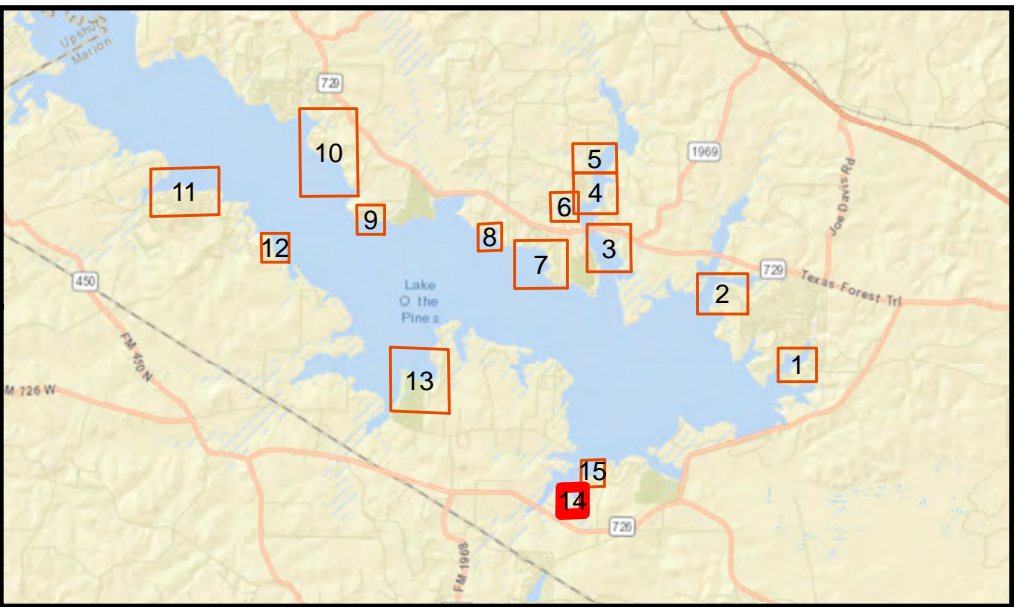 Upshur
Marion
729
10
5
1969
4
11
6
9
Joe Davis Rd
8
3
12
7
729
450
Lake
O the
Pines
2
Texas Forest Trl
FM 450 N
1
13
M 726 W
15
14
726
FM 1968